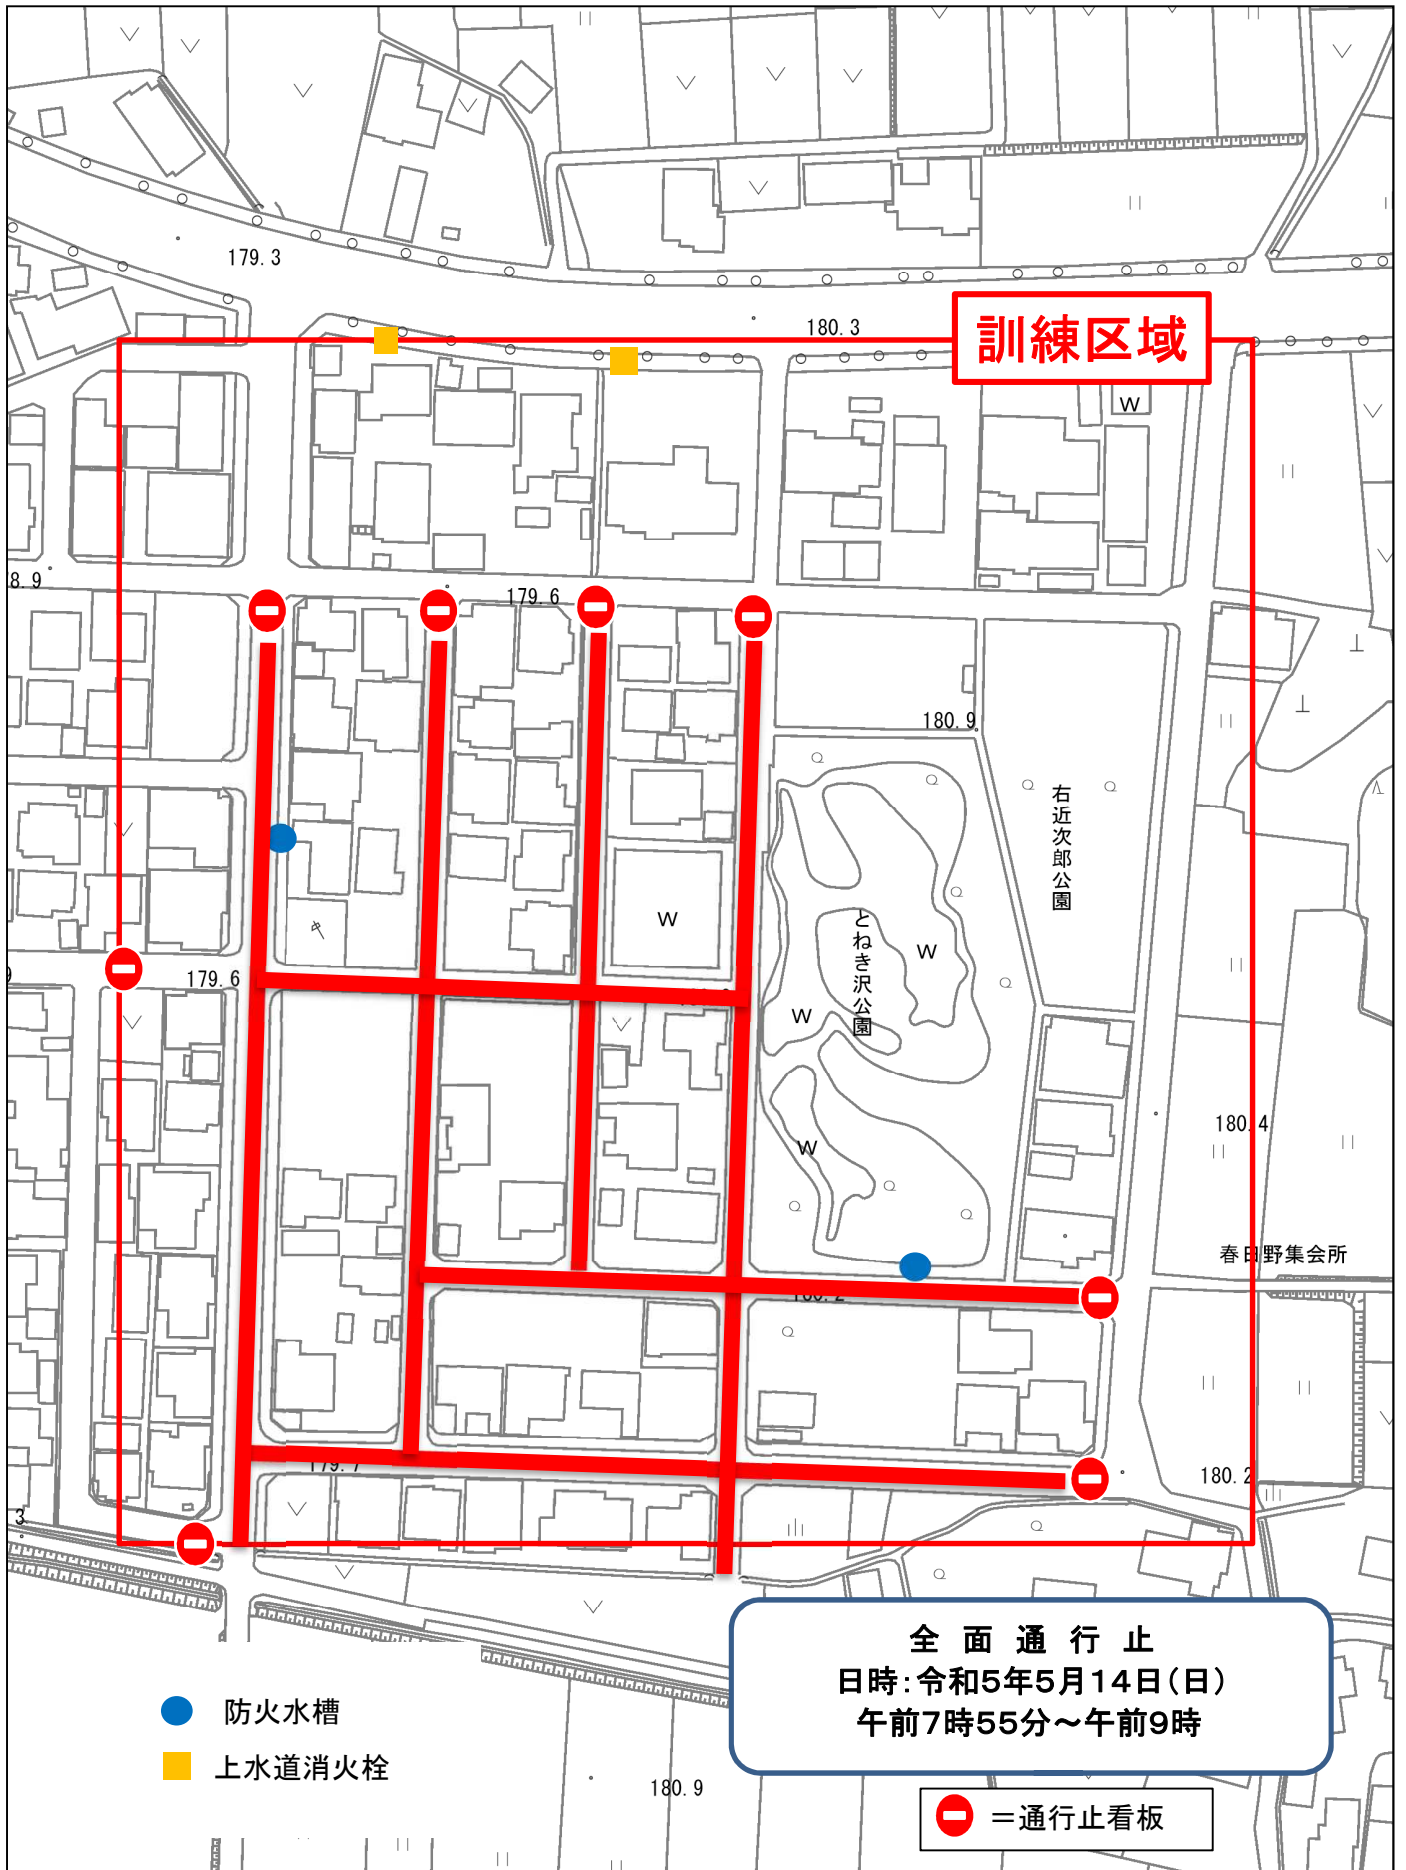 179.3
180.3
訓練区域
W
8.9
179.6
180.9
右近次郎公園
W
とねき沢公園
W
179.6
W
180.4
W
春日野集会所
179.7
180.2
3
全面通行止
日時:令和5年5月14日(日)
午前7時55分~午前9時
防火水槽
上水道消火栓
180.9
=通行止看板